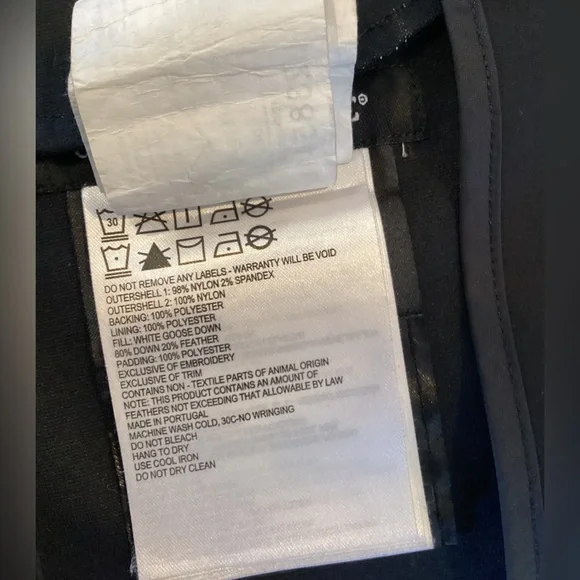 30
DO NOT REMOVE ANY LABELS - WARRANTY WILL BE VOID
OUTERSHELL 1: 98% NYLON 2% SPANDEX
OUTERSHELL 2: 100% NYLON
BACKING: 100% POLYESTER
LINING: 100% POLYESTER
FILL: WHITE GOOSE DOWN
80% DOWN 20% FEATHER
PADDING: 100% POLYESTER
EXCLUSIVE OF EMBROIDERY
EXCLUSIVE OF TRIM
CONTAINS NON - TEXTILE PARTS OF ANIMAL ORIGIN
NOTE: THIS PRODUCT CONTAINS AN AMOUNT OF
FEATHERS NOT EXCEEDING THAT ALLOWABLE BY LAW
MADE IN PORTUGAL
MACHINE WASH COLD, 30C-NO WRINGING
DO NOT BLEACH
HANG TO DRY
USE COOL IRON
DO NOT DRY CLEAN